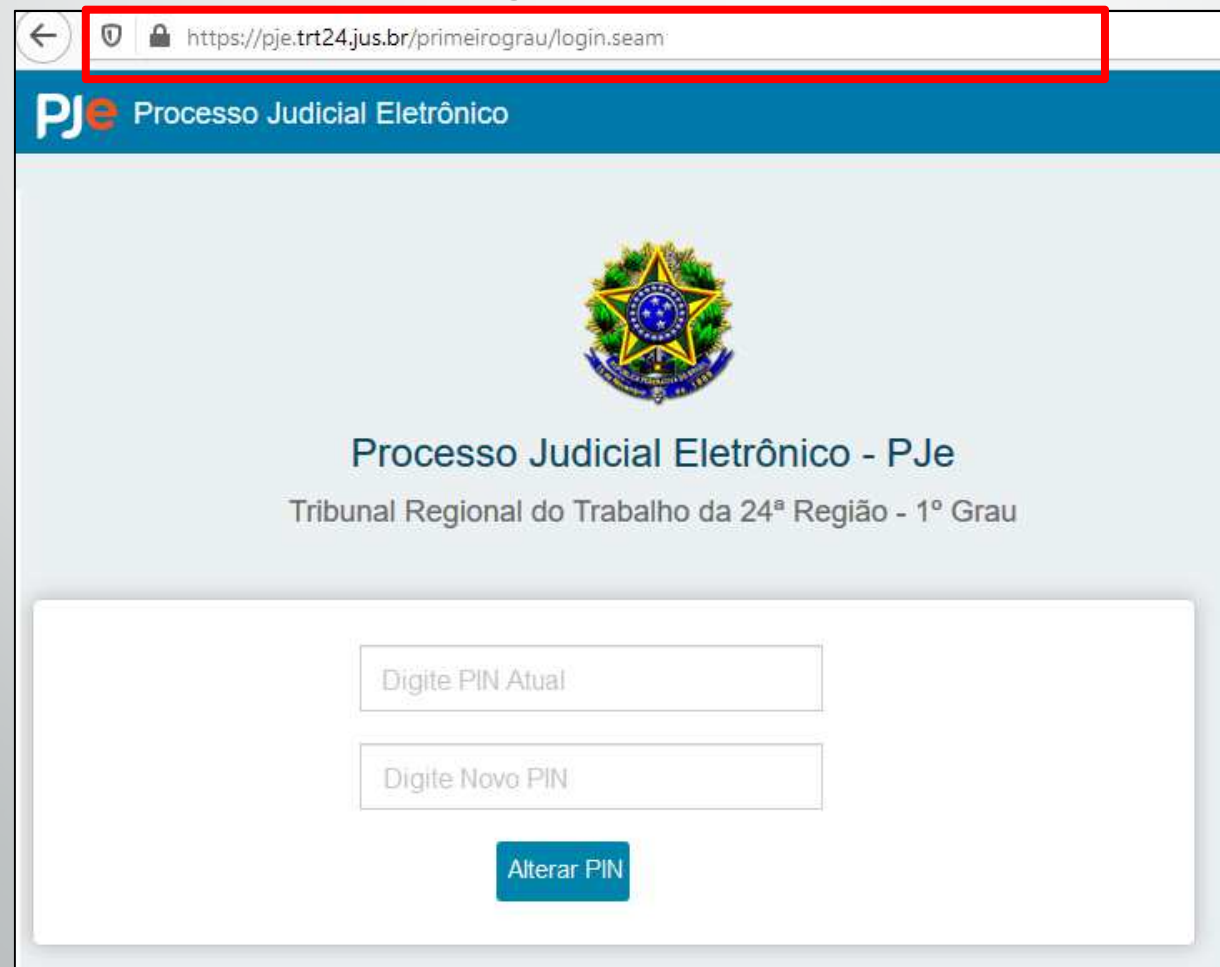 https://pje.trt24.jus.br/primeirograu/login.seam
PJe Processo Judicial Eletrônico
Processo Judicial Eletrônico - PJe
Tribunal Regional do Trabalho da 24ª Região - 1º Grau
Digite PIN Atual
Digite Novo PIN
Alterar PIN